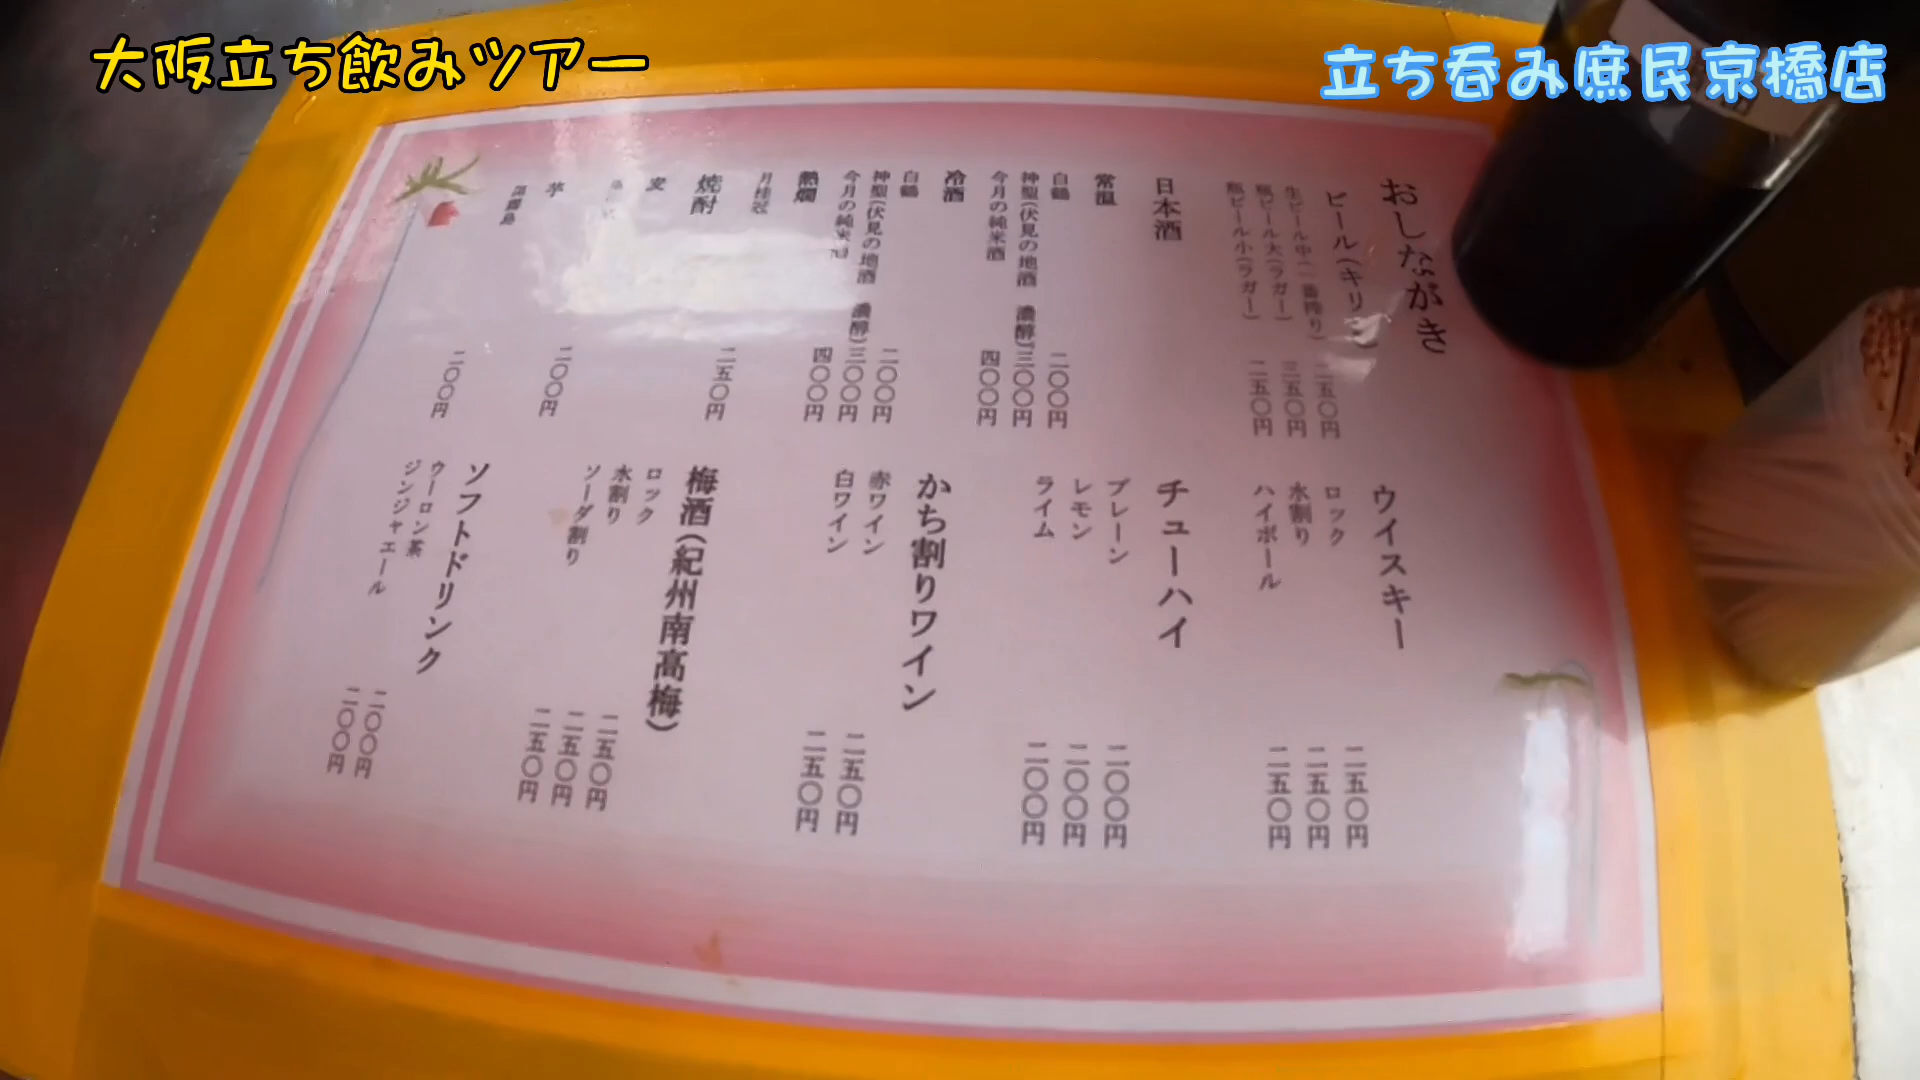 大阪立ち飲みツアー
立ち呑み庶民京橋店
おしながき
ビール(キリン)
生ビール中(一番搾り) 二五〇円
瓶ビール大(ラガー) 三五〇円
瓶ビール小(ラガー) 二五〇円
日本酒
常温
白鶴 二〇〇円
神聖(伏見の地酒 濃醇)三〇〇円
今月の純米酒 四〇〇円
冷酒
白鶴 二〇〇円
神聖(伏見の地酒 濃醇)三〇〇円
今月の純米酒 四〇〇円
熱燗
月桂冠 二五〇円
焼酎
麦
二〇〇円
芋
二〇〇円
ウイスキー
ロック 二五〇円
水割り 二五〇円
ハイボール 二五〇円
チューハイ
プレーン 二〇〇円
レモン 二〇〇円
ライム 二〇〇円
かち割りワイン
赤ワイン 二五〇円
白ワイン 二五〇円
梅酒(紀州南高梅)
ロック 二五〇円
水割り 二五〇円
ソーダ割り 二五〇円
ソフトドリンク
ウーロン茶 二〇〇円
ジンジャエール 二〇〇円